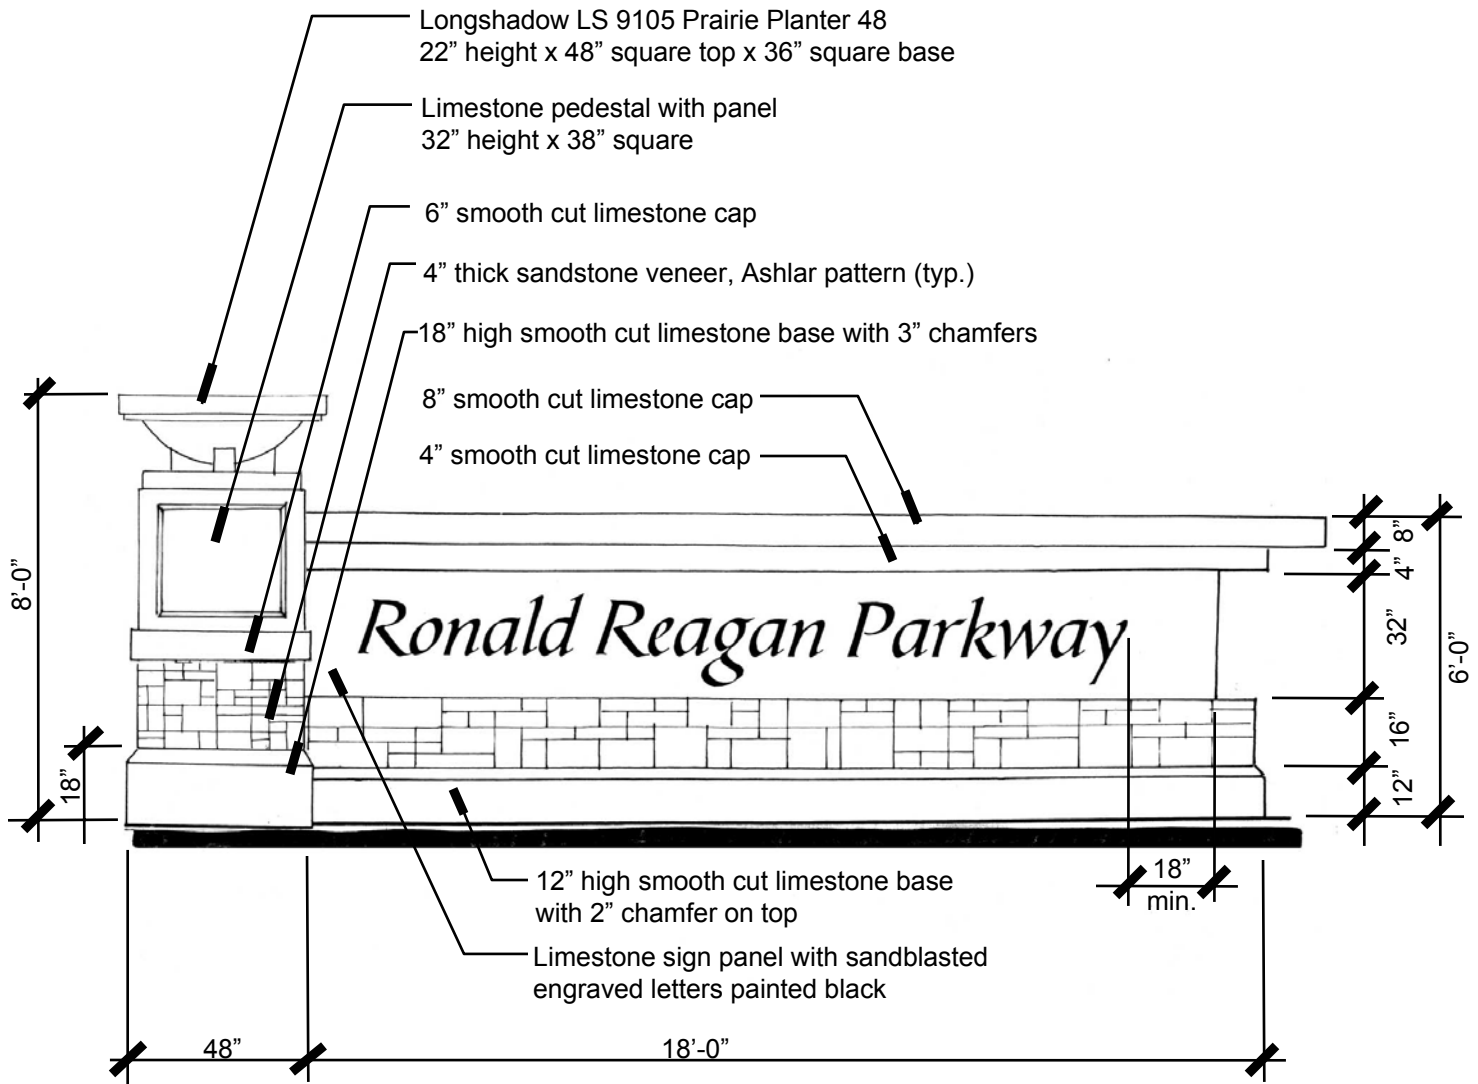 Longshadow LS 9105 Prairie Planter 48
22” height x 48” square top x 36” square base
Limestone pedestal with panel
32” height x 38” square
6” smooth cut limestone cap
4” thick sandstone veneer, Ashlar pattern (typ.)
18” high smooth cut limestone base with 3” chamfers
8” smooth cut limestone cap
4” smooth cut limestone cap
8’-0”
18”
Ronald Reagan Parkway
8”
4”
32”
16”
12”
6’-0”
18”
min.
12” high smooth cut limestone base
with 2” chamfer on top
Limestone sign panel with sandblasted
engraved letters painted black
48”
18’-0”